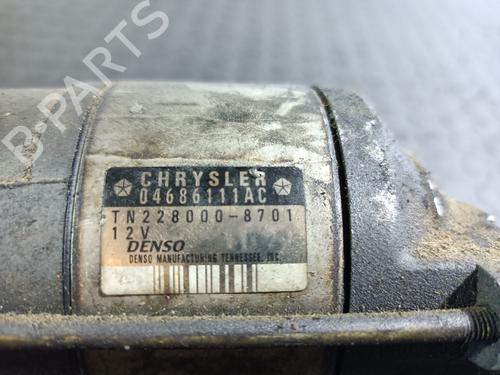 CHRYSLER
04686111AC
TN228000-8701
12V
DENSO
DENSO MANUFACTURING TENNESSEE, INC.
B-PARTS